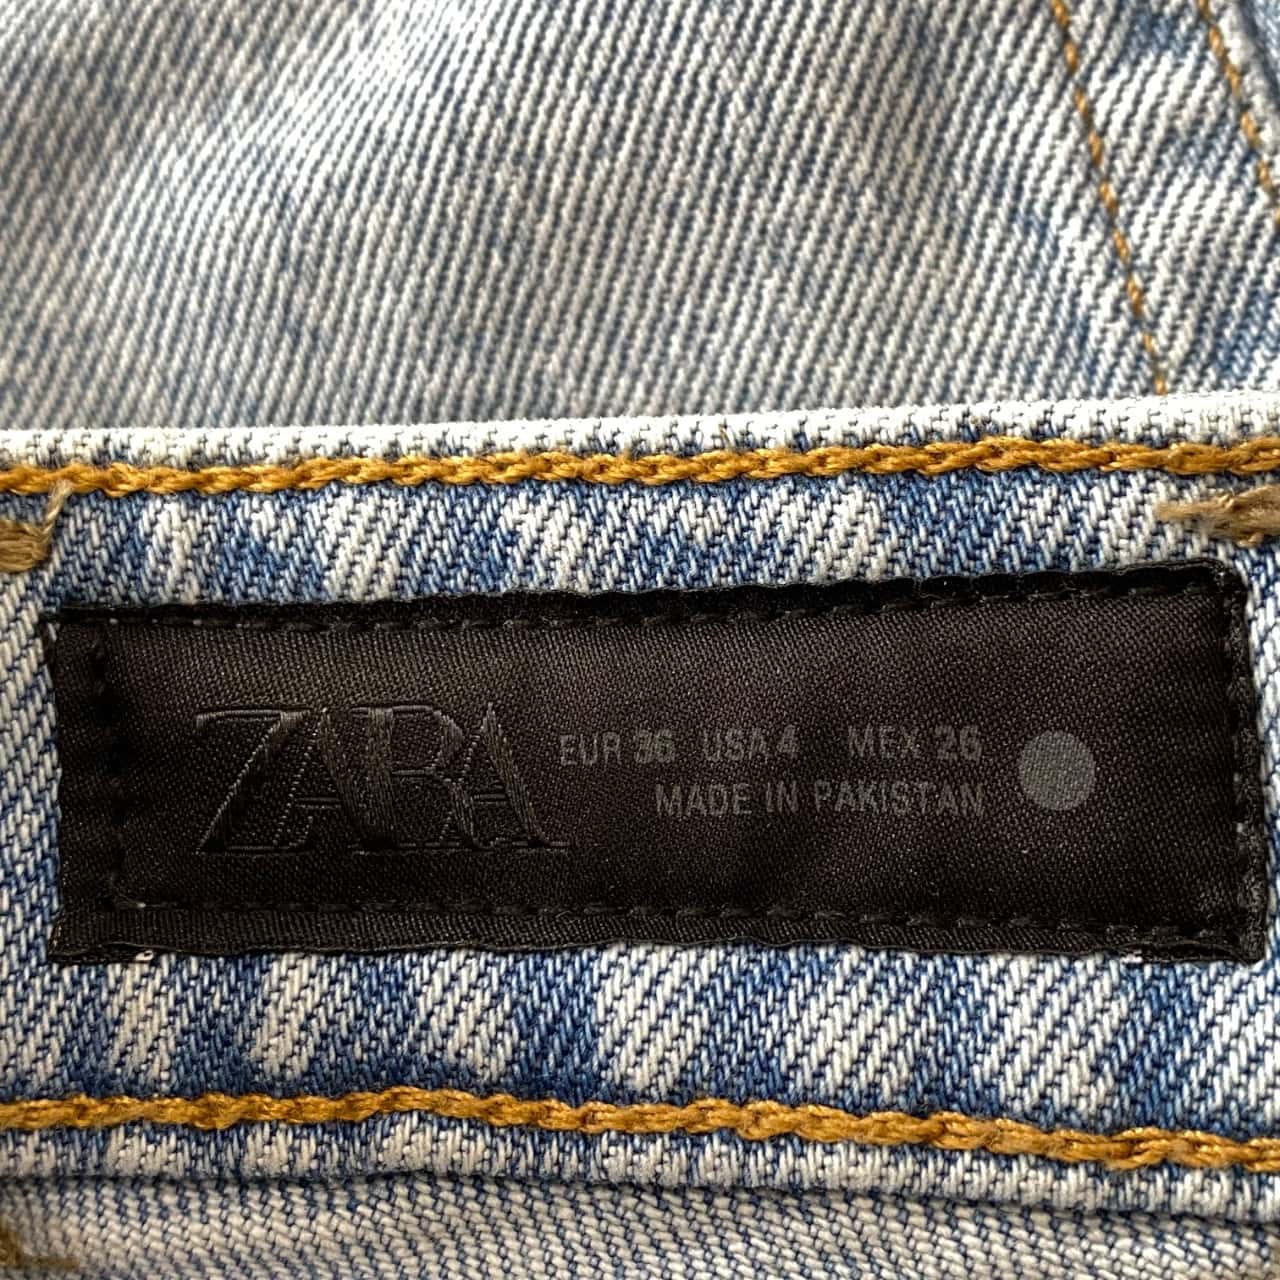 ZARA
EUR 36 USA 4 MEX 26
MADE IN PAKISTAN